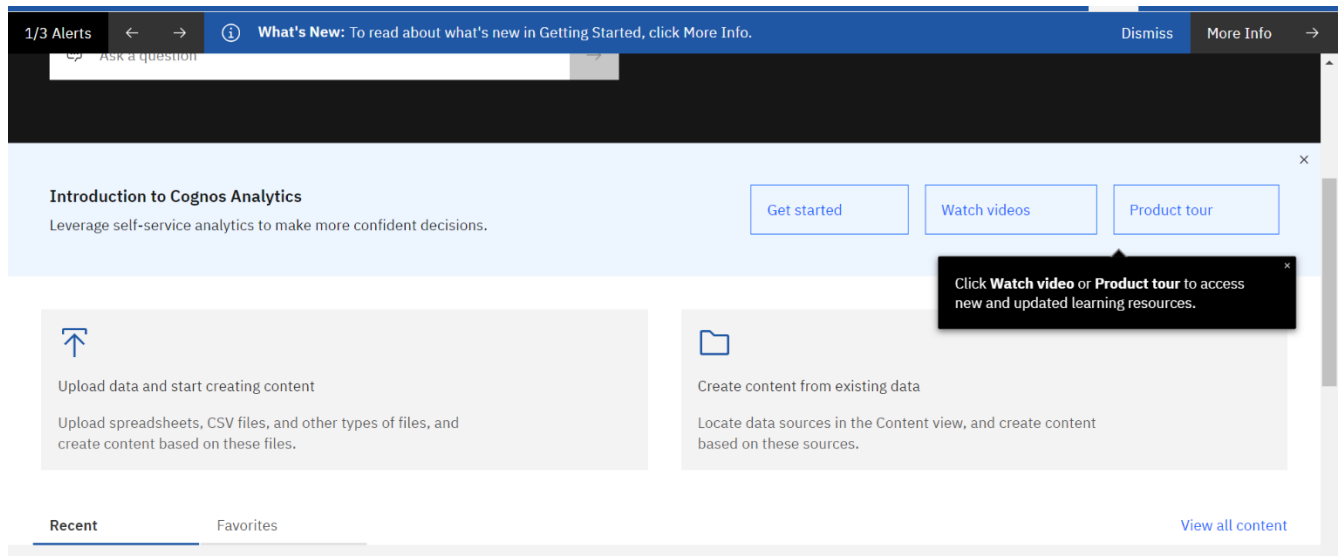 1/3 Alerts
What's New: To read about what's new in Getting Started, click More Info.
Dismiss
More Info
Ask a question
Introduction to Cognos Analytics
Leverage self-service analytics to make more confident decisions.
Get started
Watch videos
Product tour
Click Watch video or Product tour to access
new and updated learning resources.
Upload data and start creating content
Upload spreadsheets, CSV files, and other types of files, and
create content based on these files.
Create content from existing data
Locate data sources in the Content view, and create content
based on these sources.
Recent
Favorites
View all content